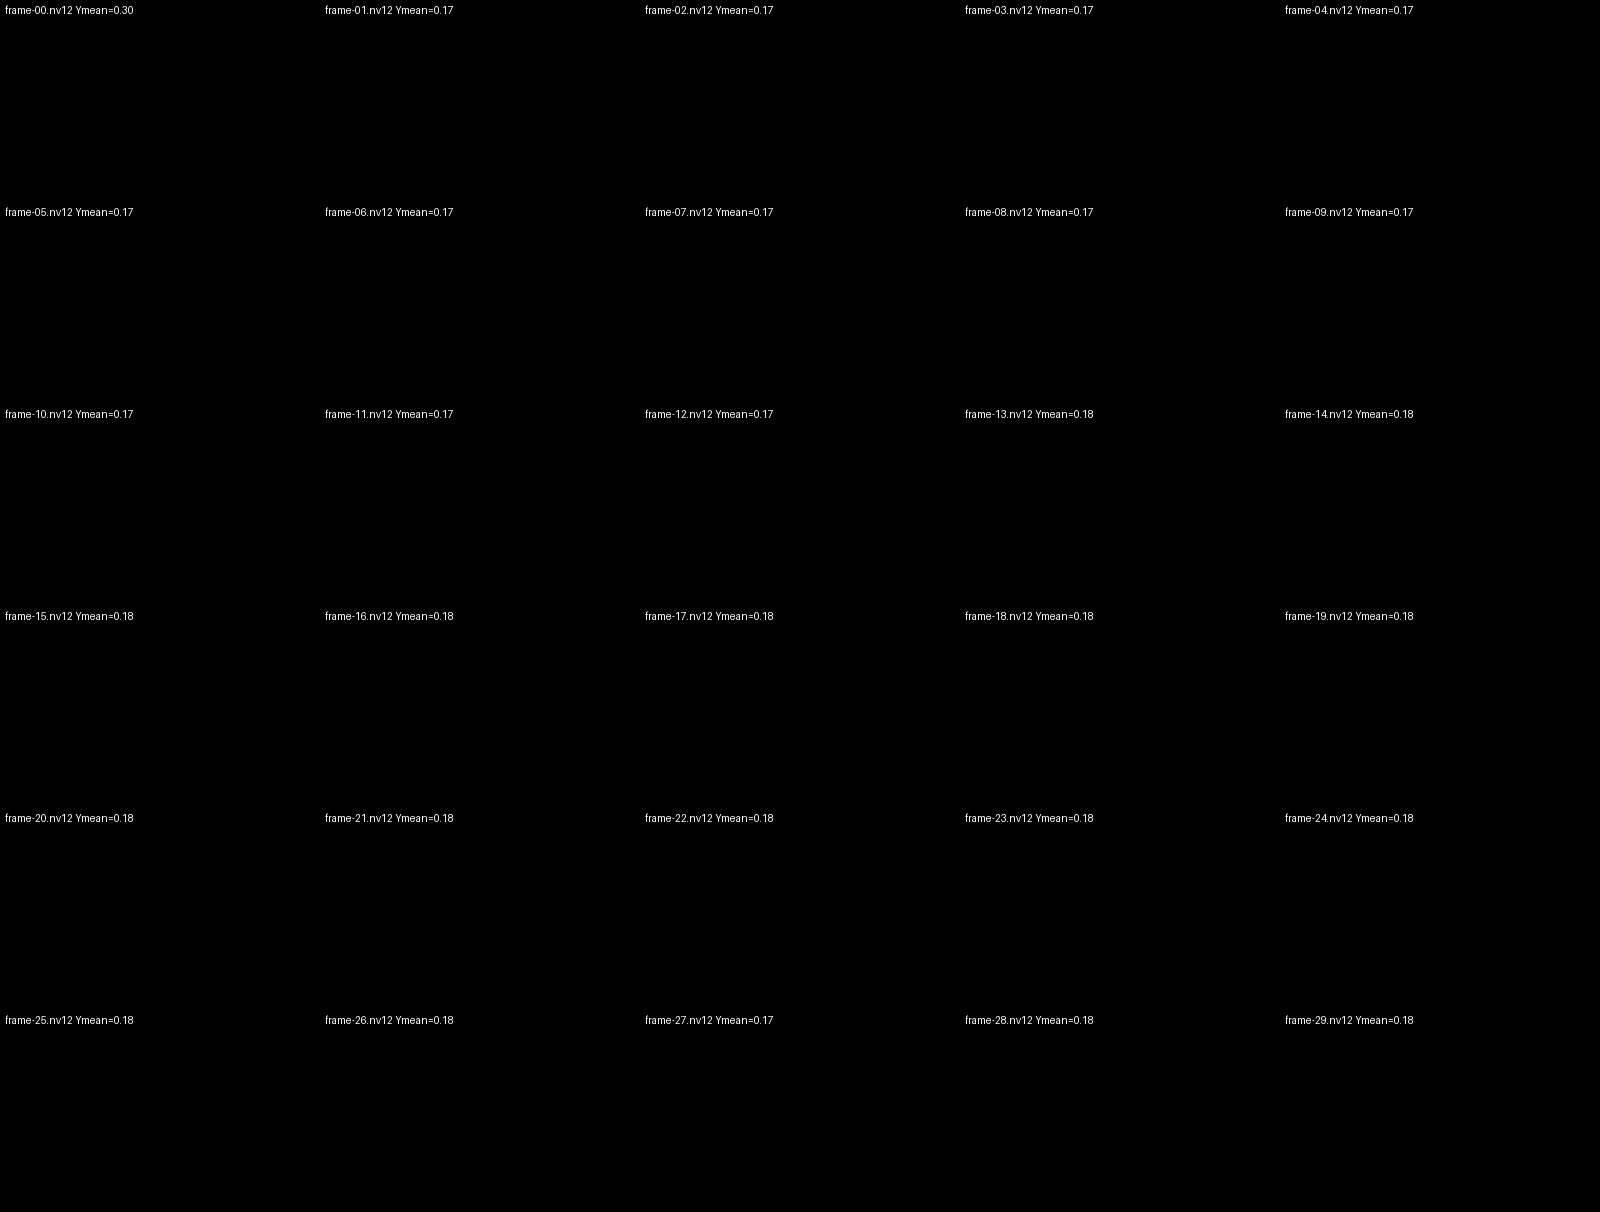 frame-00.nv12 Ymean=0.30 frame-01.nv12 Ymean=0.17 frame-02.nv12 Ymean=0.17 frame-03.nv12 Ymean=0.17 frame-04.nv12 Ymean=0.17
frame-05.nv12 Ymean=0.17 frame-06.nv12 Ymean=0.17 frame-07.nv12 Ymean=0.17 frame-08.nv12 Ymean=0.17 frame-09.nv12 Ymean=0.17
frame-10.nv12 Ymean=0.17 frame-11.nv12 Ymean=0.17 frame-12.nv12 Ymean=0.17 frame-13.nv12 Ymean=0.18 frame-14.nv12 Ymean=0.18
frame-15.nv12 Ymean=0.18 frame-16.nv12 Ymean=0.18 frame-17.nv12 Ymean=0.18 frame-18.nv12 Ymean=0.18 frame-19.nv12 Ymean=0.18
frame-20.nv12 Ymean=0.18 frame-21.nv12 Ymean=0.18 frame-22.nv12 Ymean=0.18 frame-23.nv12 Ymean=0.18 frame-24.nv12 Ymean=0.18
frame-25.nv12 Ymean=0.18 frame-26.nv12 Ymean=0.18 frame-27.nv12 Ymean=0.17 frame-28.nv12 Ymean=0.18 frame-29.nv12 Ymean=0.18